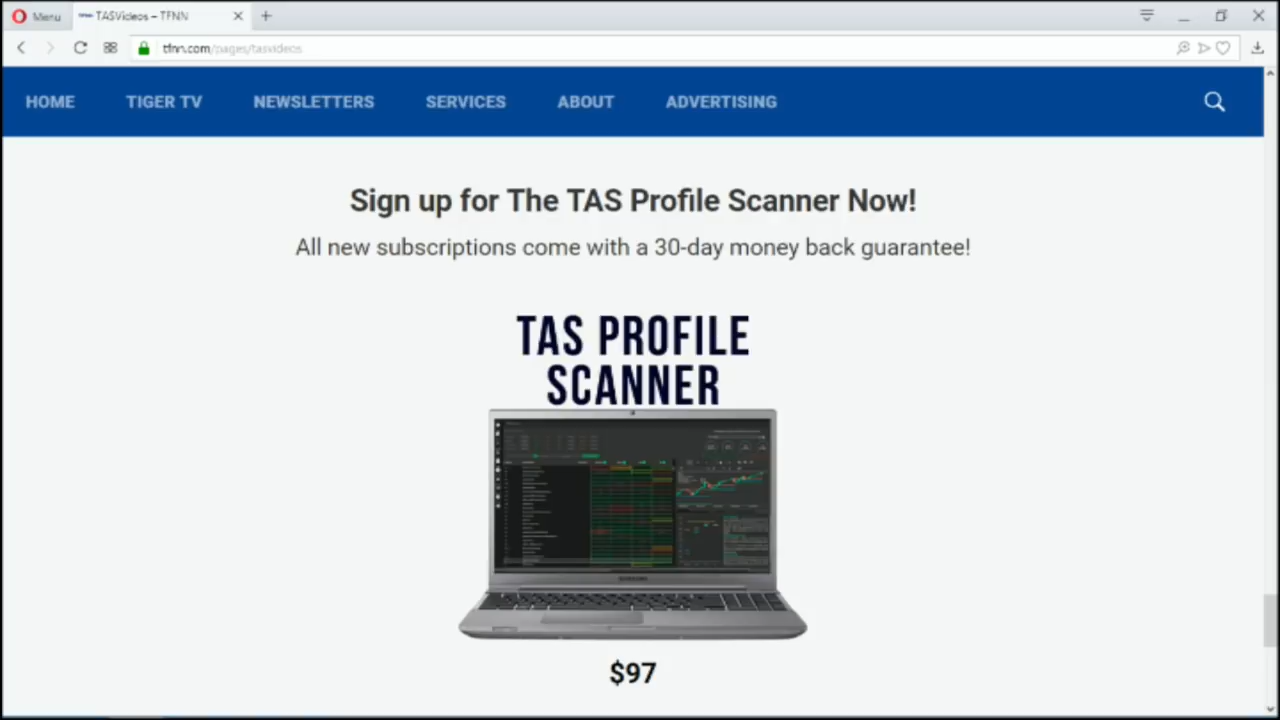 Menu
TASVideos – TFNN
tfnn.com/pages/tasvideos
HOME TIGER TV NEWSLETTERS SERVICES ABOUT ADVERTISING
Sign up for The TAS Profile Scanner Now!
All new subscriptions come with a 30-day money back guarantee!
TAS PROFILE
SCANNER
SAMSUNG
$97